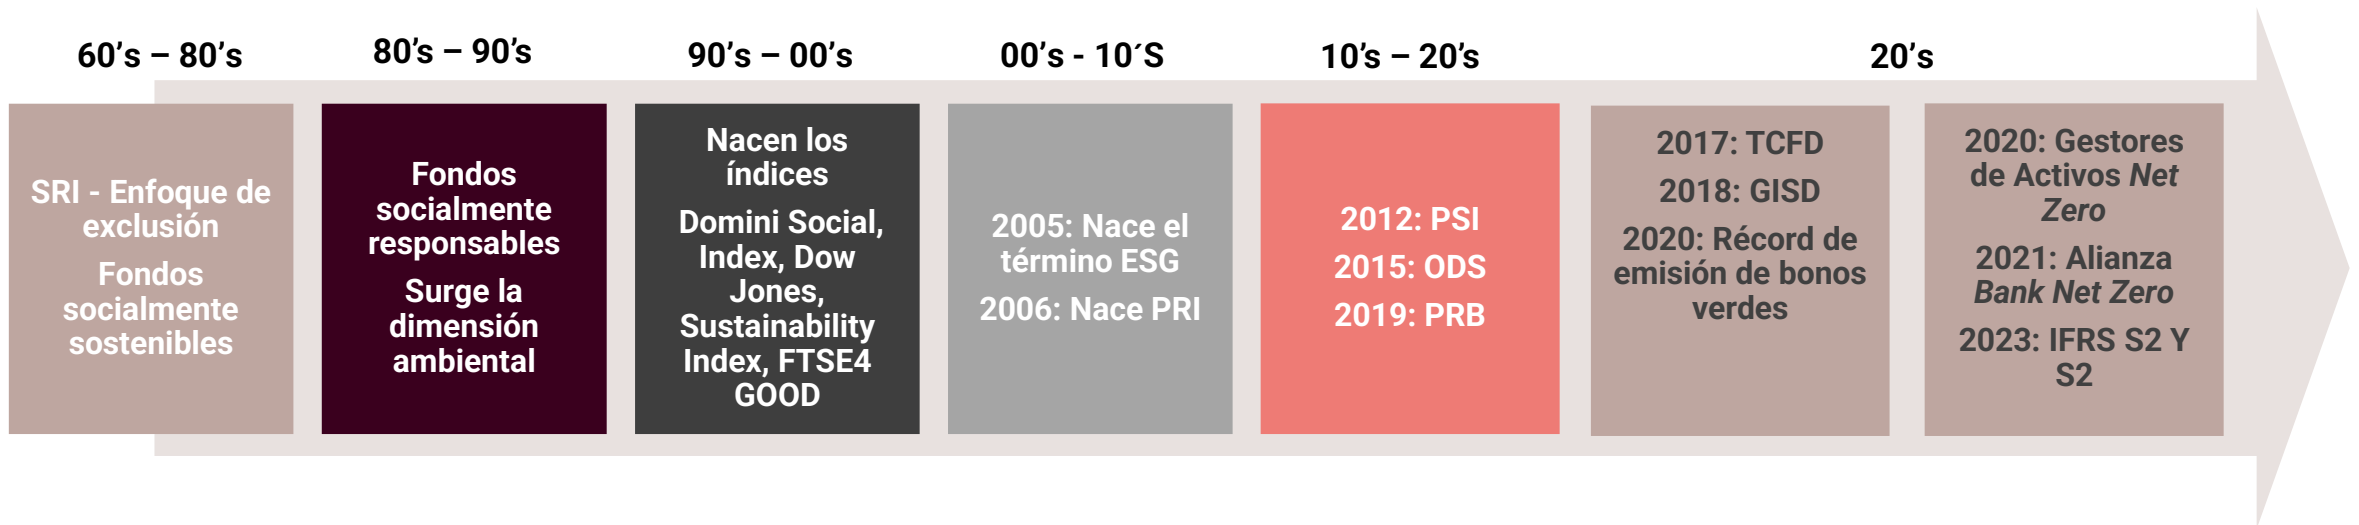 60’s – 80’s
80’s – 90’s
90’s – 00’s
00’s - 10´S
10’s – 20’s
20’s
SRI - Enfoque de
exclusión
Fondos
socialmente
sostenibles
Fondos
socialmente
responsables
Surge la
dimensión
ambiental
Nacen los
índices
Domini Social,
Index, Dow
Jones,
Sustainability
Index, FTSE4
GOOD
2005: Nace el
término ESG
2006: Nace PRI
2012: PSI
2015: ODS
2019: PRB
2017: TCFD
2018: GISD
2020: Récord de
emisión de bonos
verdes
2020: Gestores
de Activos Net
Zero
2021: Alianza
Bank Net Zero
2023: IFRS S2 Y
S2